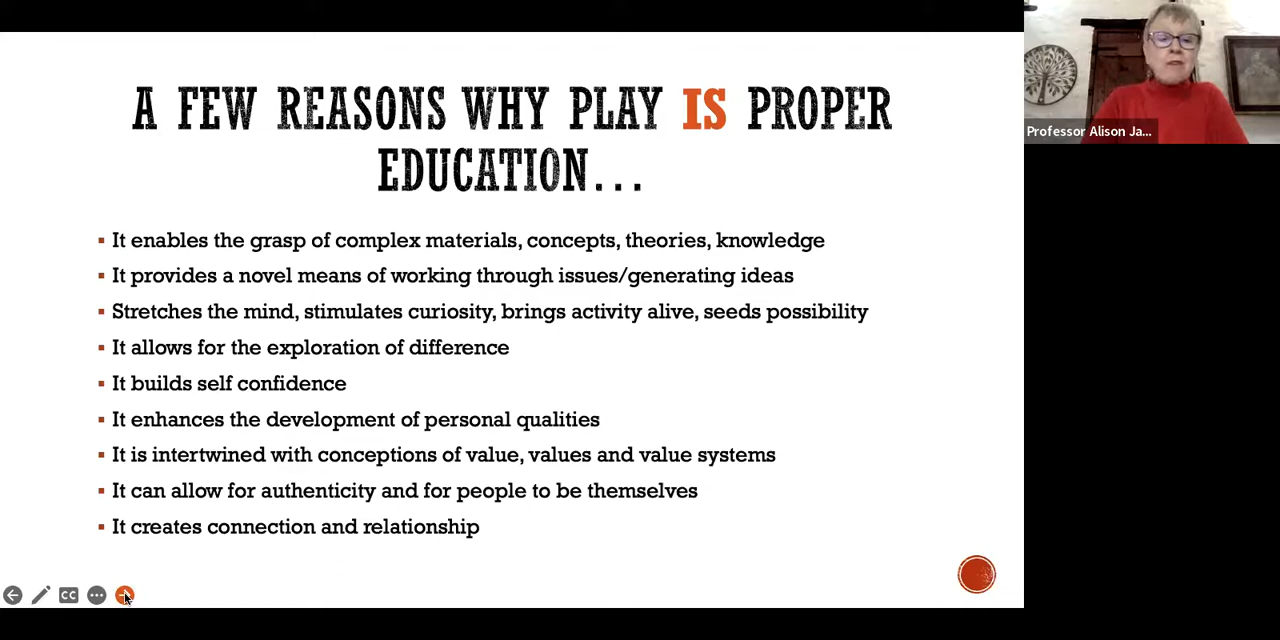 A FEW REASONS WHY PLAY IS PROPER
EDUCATION...
Professor Alison Ja...
▪ It enables the grasp of complex materials, concepts, theories, knowledge
▪ It provides a novel means of working through issues/generating ideas
▪ Stretches the mind, stimulates curiosity, brings activity alive, seeds possibility
▪ It allows for the exploration of difference
▪ It builds self confidence
▪ It enhances the development of personal qualities
▪ It is intertwined with conceptions of value, values and value systems
▪ It can allow for authenticity and for people to be themselves
▪ It creates connection and relationship
CC